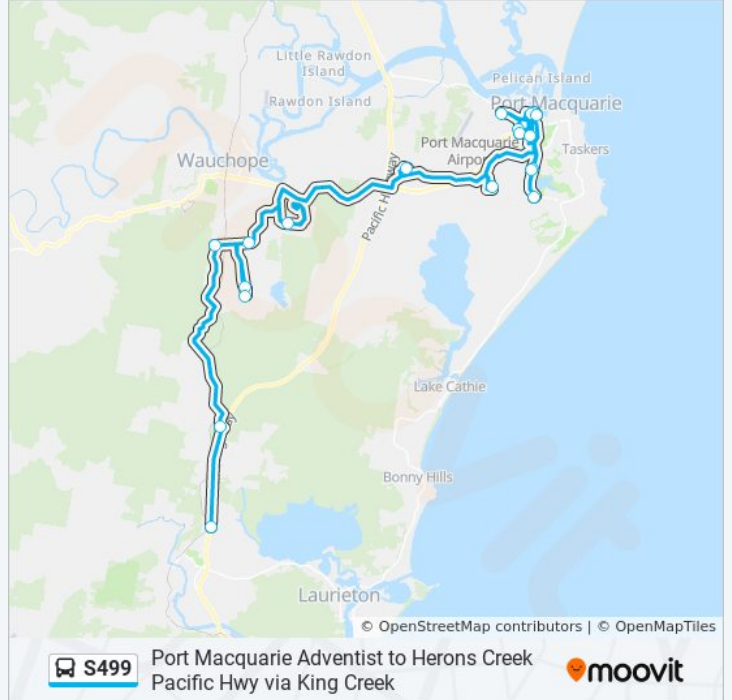 Little Rawdon
Island
Pelican Island
Rawdon Island
Port Macquarie
Port Macquarie
Airport
Taskers
Wauchope
Pacific Highway
Lake Cathie
Bonny Hills
Laurieton
© OpenStreetMap contributors | © OpenMapTiles
S499
Port Macquarie Adventist to Herons Creek
Pacific Hwy via King Creek
moovit